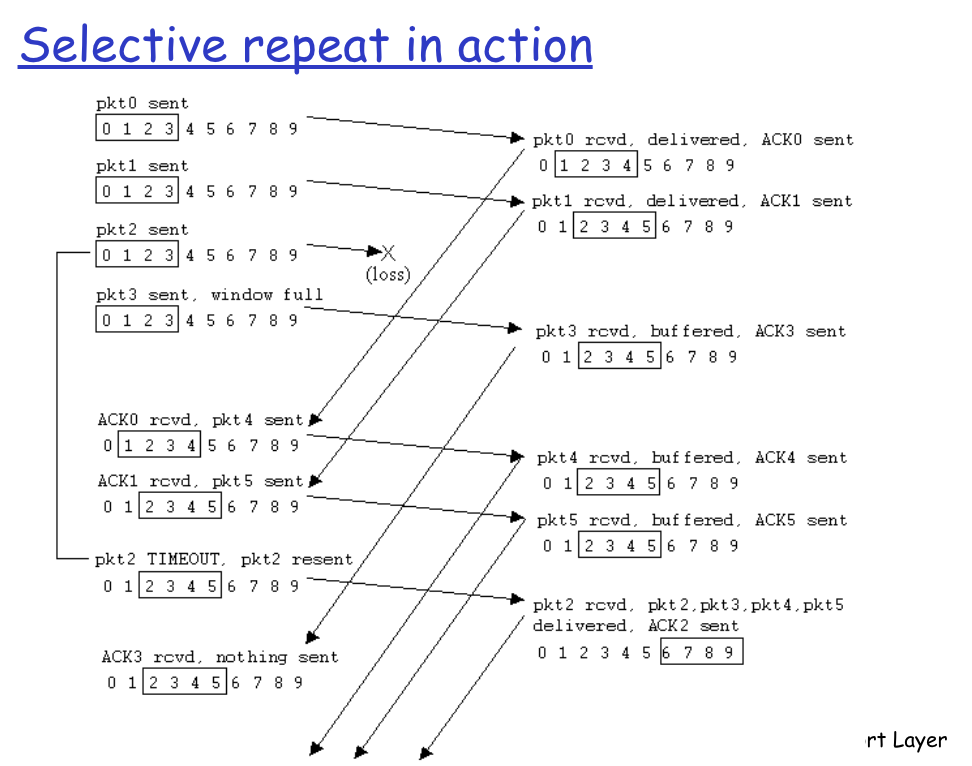 Selective repeat in action
pkt0 sent
0 1 2 3 4 5 6 7 8 9
pkt1 sent
0 1 2 3 4 5 6 7 8 9
pkt2 sent
0 1 2 3 4 5 6 7 8 9
pkt3 sent, window full
0 1 2 3 4 5 6 7 8 9
ACK0 rcvd, pkt4 sent
0 1 2 3 4 5 6 7 8 9
ACK1 rcvd, pkt5 sent
0 1 2 3 4 5 6 7 8 9
pkt2 TIMEOUT, pkt2 resent
0 1 2 3 4 5 6 7 8 9
ACK3 rcvd, nothing sent
0 1 2 3 4 5 6 7 8 9
X
(loss)
pkt0 rcvd, delivered, ACK0 sent
0 1 2 3 4 5 6 7 8 9
pkt1 rcvd, delivered, ACK1 sent
0 1 2 3 4 5 6 7 8 9
pkt3 rcvd, buffered, ACK3 sent
0 1 2 3 4 5 6 7 8 9
pkt4 rcvd, buffered, ACK4 sent
0 1 2 3 4 5 6 7 8 9
pkt5 rcvd, buffered, ACK5 sent
0 1 2 3 4 5 6 7 8 9
pkt2 rcvd, pkt2,pkt3,pkt4,pkt5
delivered, ACK2 sent
0 1 2 3 4 5 6 7 8 9
rt Layer